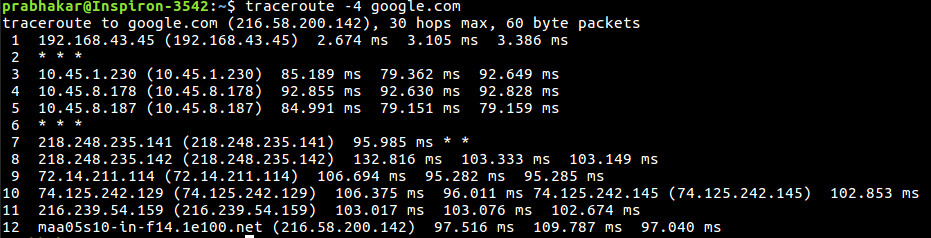 prabhakar@Inspiron-3542:~$ traceroute -4 google.com
traceroute to google.com (216.58.200.142), 30 hops max, 60 byte packets
1 192.168.43.45 (192.168.43.45) 2.674 ms 3.105 ms 3.386 ms
2 * * *
3 10.45.1.230 (10.45.1.230) 85.189 ms 79.362 ms 92.649 ms
4 10.45.8.178 (10.45.8.178) 92.855 ms 92.630 ms 92.828 ms
5 10.45.8.187 (10.45.8.187) 84.991 ms 79.151 ms 79.159 ms
6 * * *
7 218.248.235.141 (218.248.235.141) 95.985 ms * *
8 218.248.235.142 (218.248.235.142) 132.816 ms 103.333 ms 103.149 ms
9 72.14.211.114 (72.14.211.114) 106.694 ms 95.282 ms 95.285 ms
10 74.125.242.129 (74.125.242.129) 106.375 ms 96.011 ms 74.125.242.145 (74.125.242.145) 102.853 ms
11 216.239.54.159 (216.239.54.159) 103.017 ms 103.076 ms 102.674 ms
12 maa05s10-in-f14.1e100.net (216.58.200.142) 97.516 ms 109.787 ms 97.040 ms